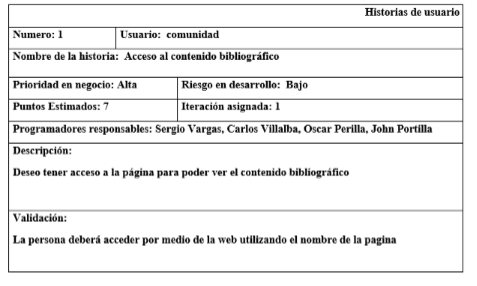 Historias de usuario
Numero: 1 Usuario: comunidad
Nombre de la historia: Acceso al contenido bibliográfico
Prioridad en negocio: Alta Riesgo en desarrollo: Bajo
Puntos Estimados: 7 Iteración asignada: 1
Programadores responsables: Sergio Vargas, Carlos Villalba, Oscar Perilla, John Portilla
Descripción:
Deseo tener acceso a la página para poder ver el contenido bibliográfico
Validación:
La persona deberá acceder por medio de la web utilizando el nombre de la pagina